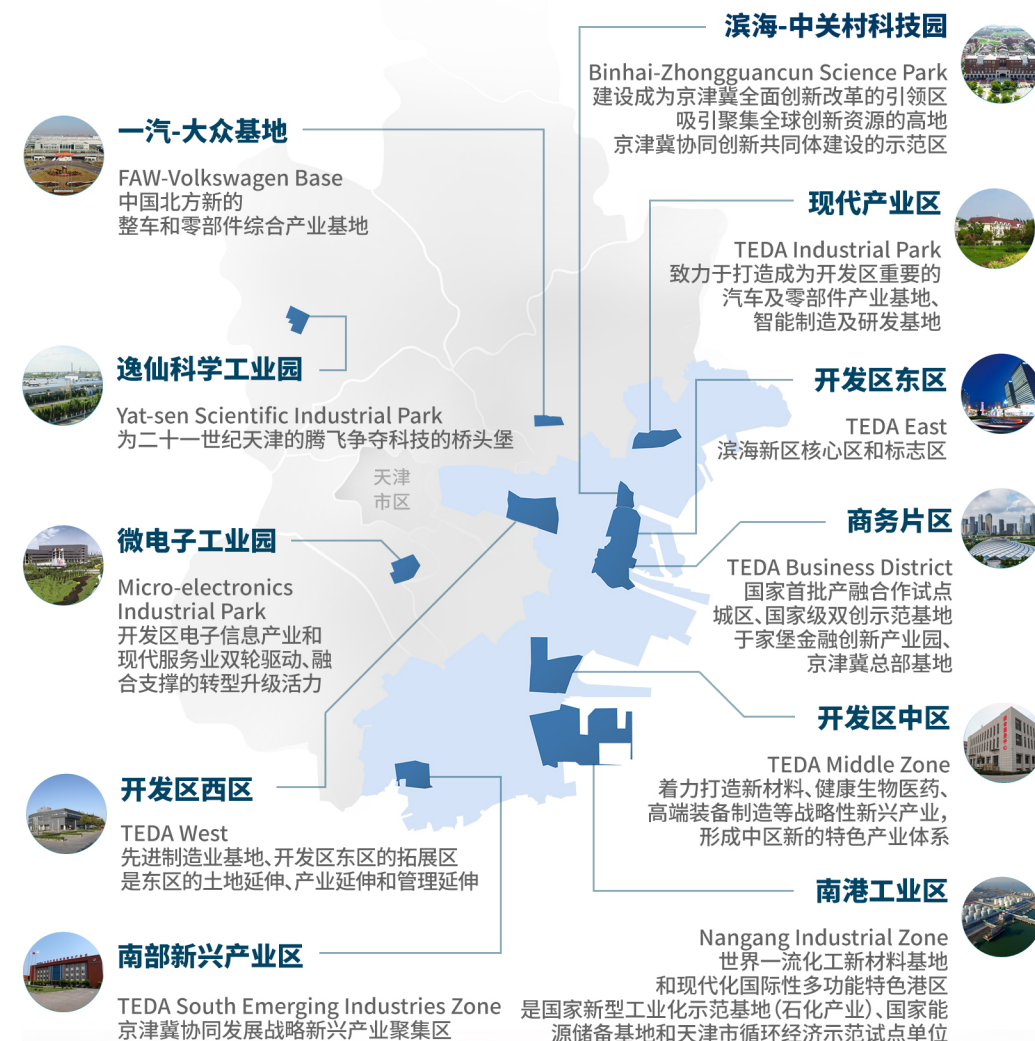 滨海-中关村科技园
Binhai-Zhongguancun Science Park
建设成为京津冀全面创新改革的引领区
吸引聚集全球创新资源的高地
京津冀协同创新共同体建设的示范区
一汽-大众基地
FAW-Volkswagen Base
中国北方新的
整车和零部件综合产业基地
现代产业区
TEDA Industrial Park
致力于打造成为开发区重要的
汽车及零部件产业基地、
智能制造及研发基地
逸仙科学工业园
Yat-sen Scientific Industrial Park
为二十一世纪天津的腾飞争夺科技的桥头堡
开发区东区
TEDA East
滨海新区核心区和标志区
天津
市区
微电子工业园
Micro-electronics
Industrial Park
开发区电子信息产业和
现代服务业双轮驱动、融
合支撑的转型升级活力
商务片区
TEDA Business District
国家首批产融合作试点
城区、国家级双创示范基地
于家堡金融创新产业园、
京津冀总部基地
开发区中区
TEDA Middle Zone
着力打造新材料、健康生物医药、
高端装备制造等战略性新兴产业,
形成中区新的特色产业体系
开发区西区
TEDA West
先进制造业基地、开发区东区的拓展区
是东区的土地延伸、产业延伸和管理延伸
南港工业区
Nangang Industrial Zone
世界一流化工新材料基地
和现代化国际性多功能特色港区
是国家新型工业化示范基地(石化产业)、国家能
源储备基地和天津市循环经济示范试点单位
南部新兴产业区
TEDA South Emerging Industries Zone
京津冀协同发展战略新兴产业聚集区